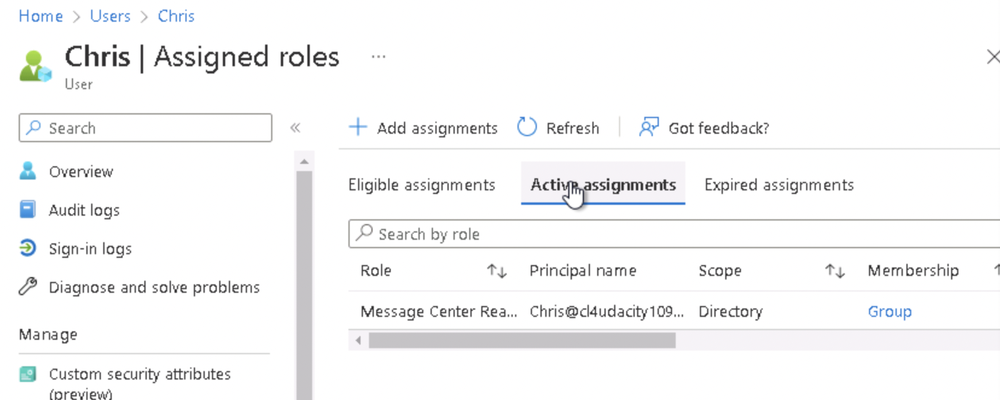 Home > Users > Chris
Chris | Assigned roles ...
User
Search
«
Add assignments
Refresh
Got feedback?
Overview
Audit logs
Sign-in logs
Diagnose and solve problems
Manage
Custom security attributes
(preview)
Eligible assignments
Active assignments
Expired assignments
Search by role
Role Principal name Scope Membership
Message Center Rea... Chris@cl4udacity109... Directory Group